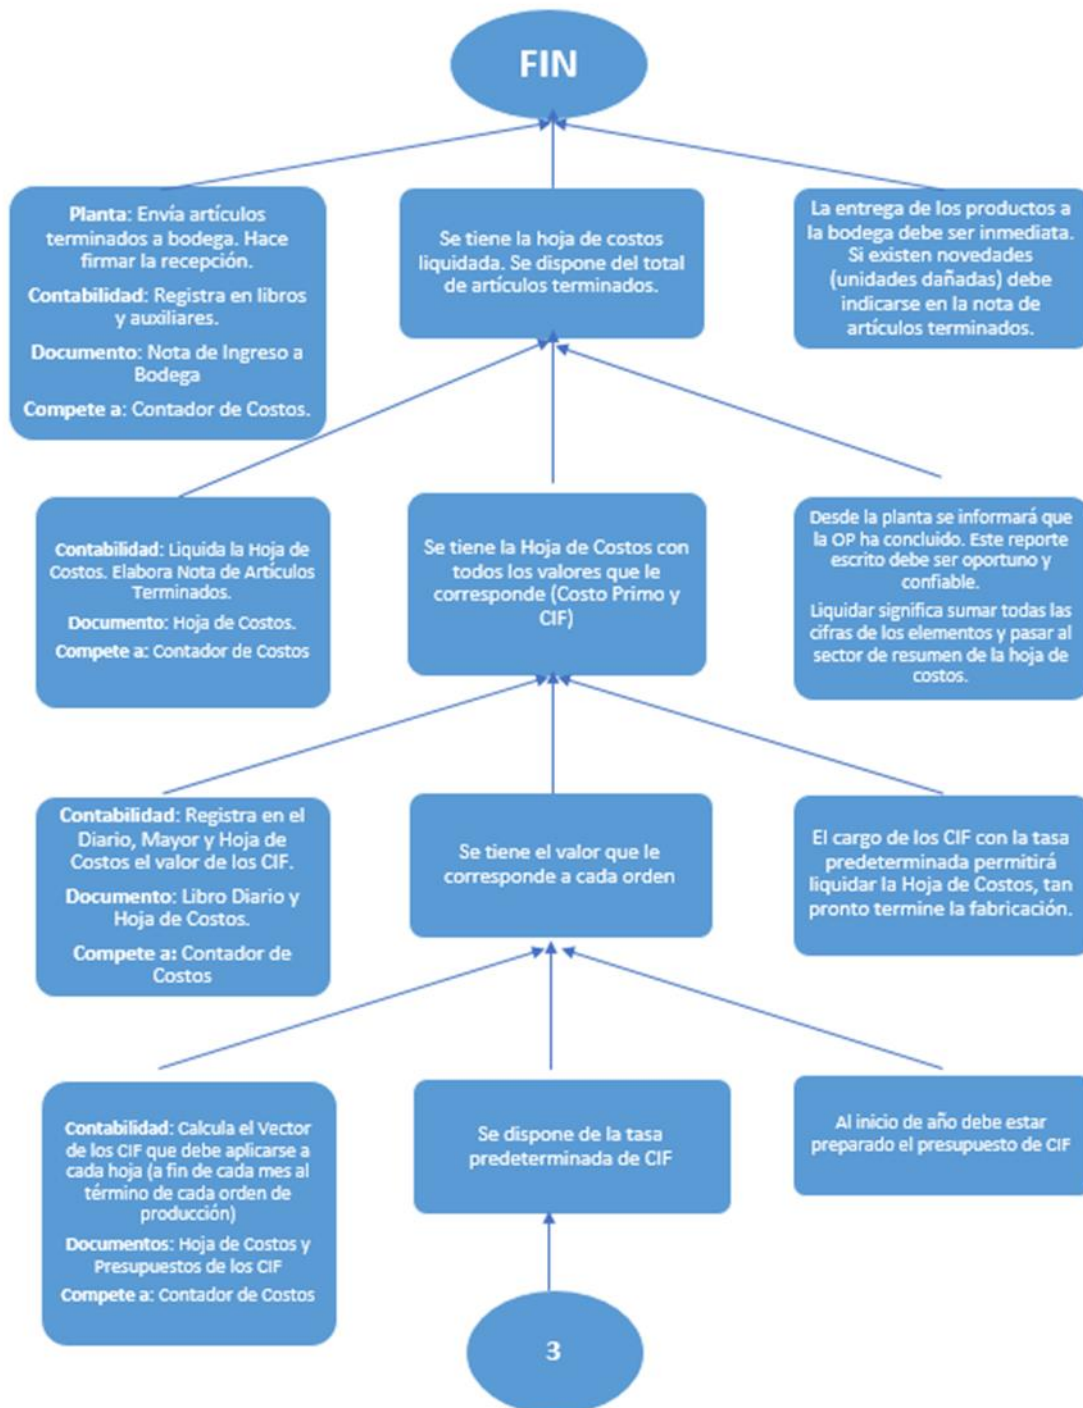 FIN
Planta: Envía artículos
terminados a bodega. Hace
firmar la recepción.
Contabilidad: Registra en libros
y auxiliares.
Documento: Nota de Ingreso a
Bodega
Compete a: Contador de Costos.
Se tiene la hoja de costos
liquidada. Se dispone del total
de artículos terminados.
La entrega de los productos a
la bodega debe ser inmediata.
Si existen novedades
(unidades dañadas) debe
indicarse en la nota de
artículos terminados.
Contabilidad: Liquida la Hoja de
Costos. Elabora Nota de Artículos
Terminados.
Documento: Hoja de Costos.
Compete a: Contador de Costos
Se tiene la Hoja de Costos con
todos los valores que le
corresponde (Costo Primo y
CIF)
Desde la planta se informará que
la OP ha concluido. Este reporte
escrito debe ser oportuno y
confiable.
Liquidar significa sumar todas las
cifras de los elementos y pasar al
sector de resumen de la hoja de
costos.
Contabilidad: Registra en el
Diario, Mayor y Hoja de
Costos el valor de los CIF.
Documento: Libro Diario y
Hoja de Costos.
Compete a: Contador de
Costos
Se tiene el valor que le
corresponde a cada orden
El cargo de los CIF con la tasa
predeterminada permitirá
liquidar la Hoja de Costos, tan
pronto termine la fabricación.
Contabilidad: Calcula el Vector
de los CIF que debe aplicarse a
cada hoja (a fin de cada mes al
término de cada orden de
producción)
Documentos: Hoja de Costos y
Presupuestos de los CIF
Compete a: Contador de Costos
Se dispone de la tasa
predeterminada de CIF
Al inicio de año debe estar
preparado el presupuesto de CIF
3